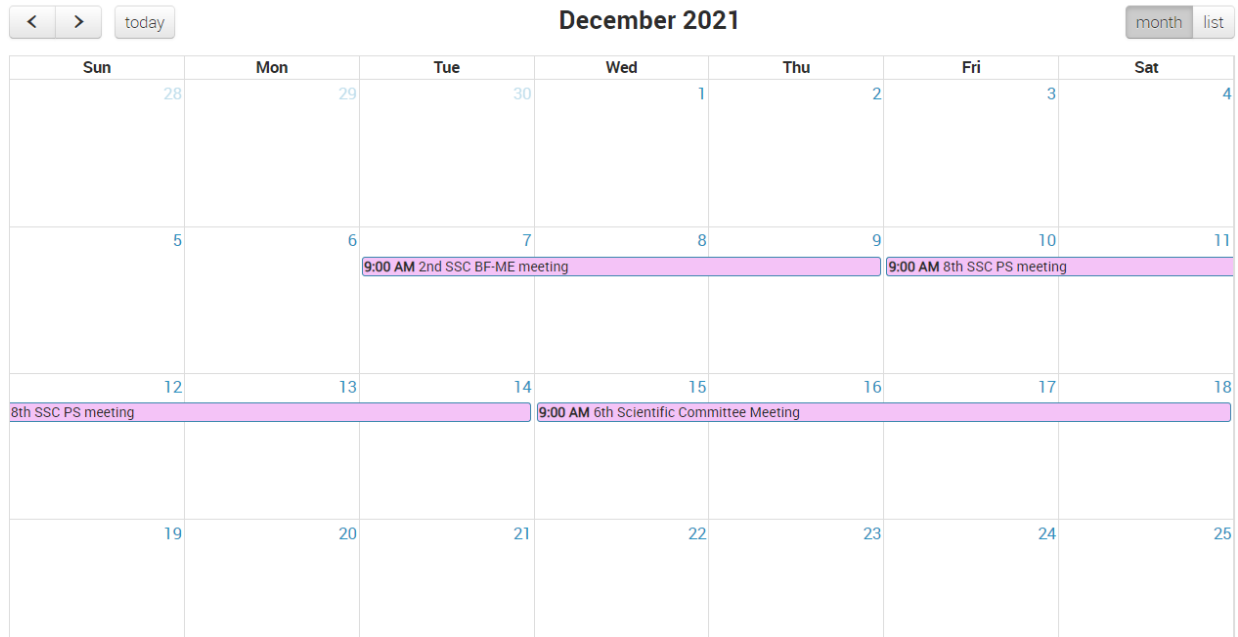 today
December 2021
month list
Sun Mon Tue Wed Thu Fri Sat
28 29 30 1 2 3 4
5 6 7 8 9 10 11
9:00 AM 2nd SSC BF-ME meeting 9:00 AM 8th SSC PS meeting
12 13 14 15 16 17 18
8th SSC PS meeting 9:00 AM 6th Scientific Committee Meeting
19 20 21 22 23 24 25